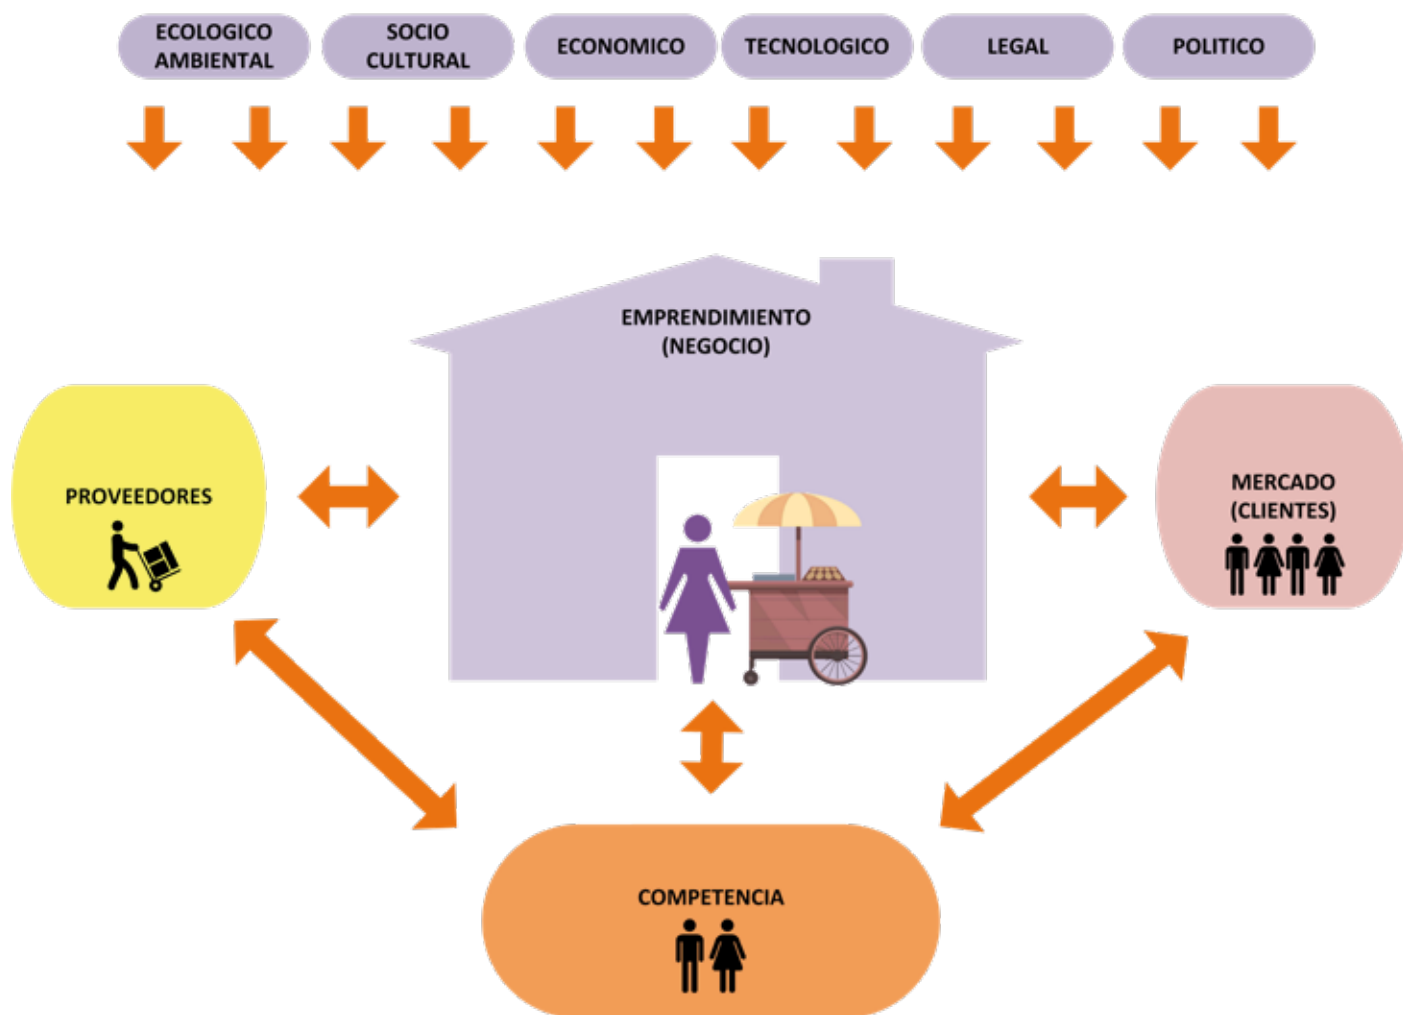 ECOLOGICO
AMBIENTAL
SOCIO
CULTURAL
ECONOMICO
TECNOLOGICO
LEGAL
POLITICO
EMPRENDIMIENTO
(NEGOCIO)
PROVEEDORES
MERCADO
(CLIENTES)
COMPETENCIA